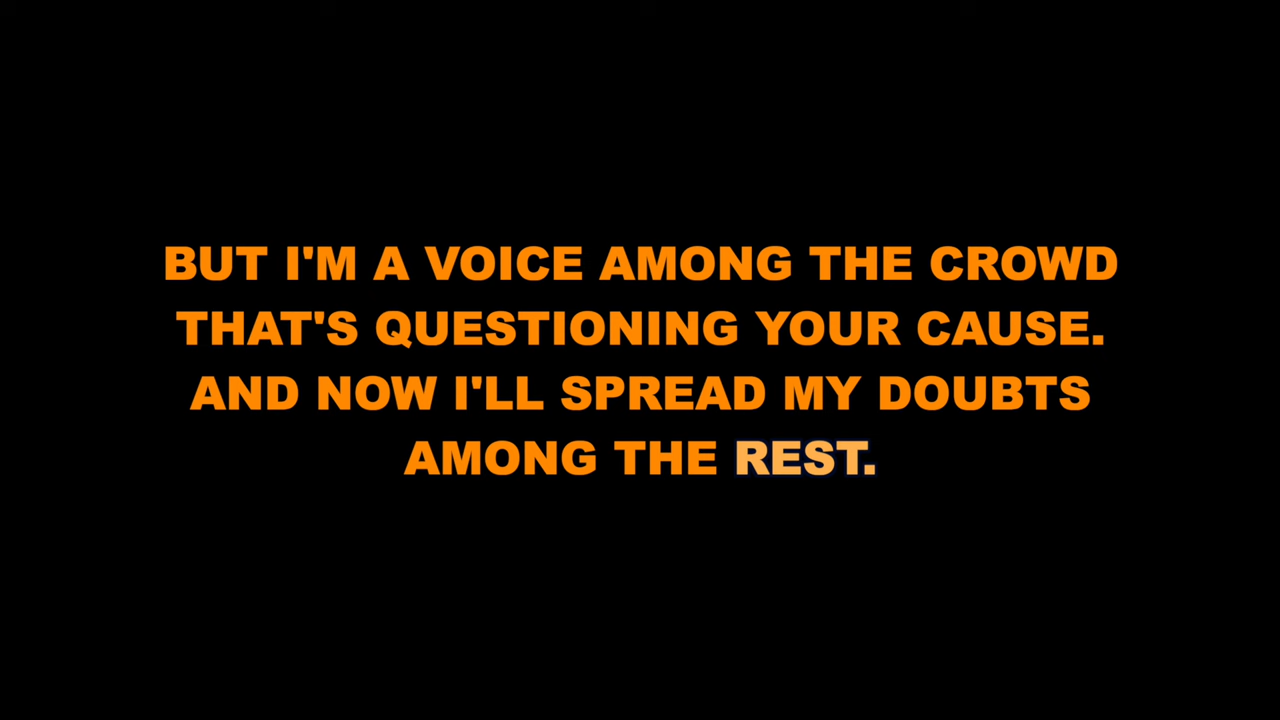 BUT I'M A VOICE AMONG THE CROWD
THAT'S QUESTIONING YOUR CAUSE.
AND NOW I'LL SPREAD MY DOUBTS
AMONG THE REST.